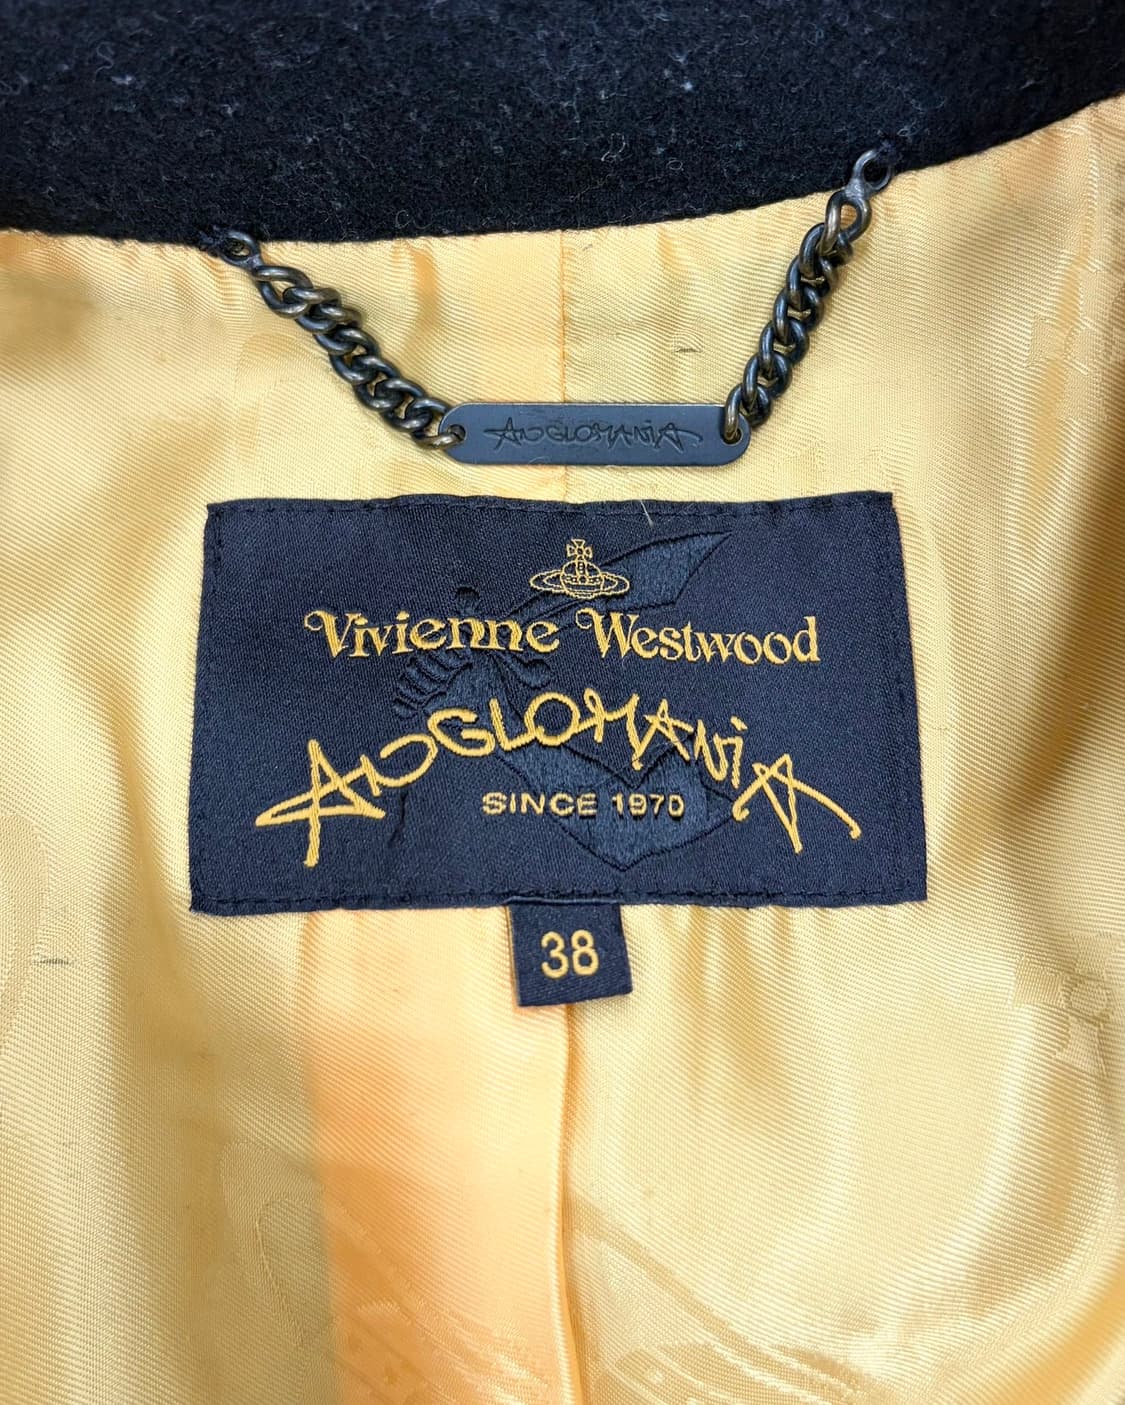 ANGLOMANiA
Vivienne Westwood
ANGLOMANiA
SINCE 1970
38